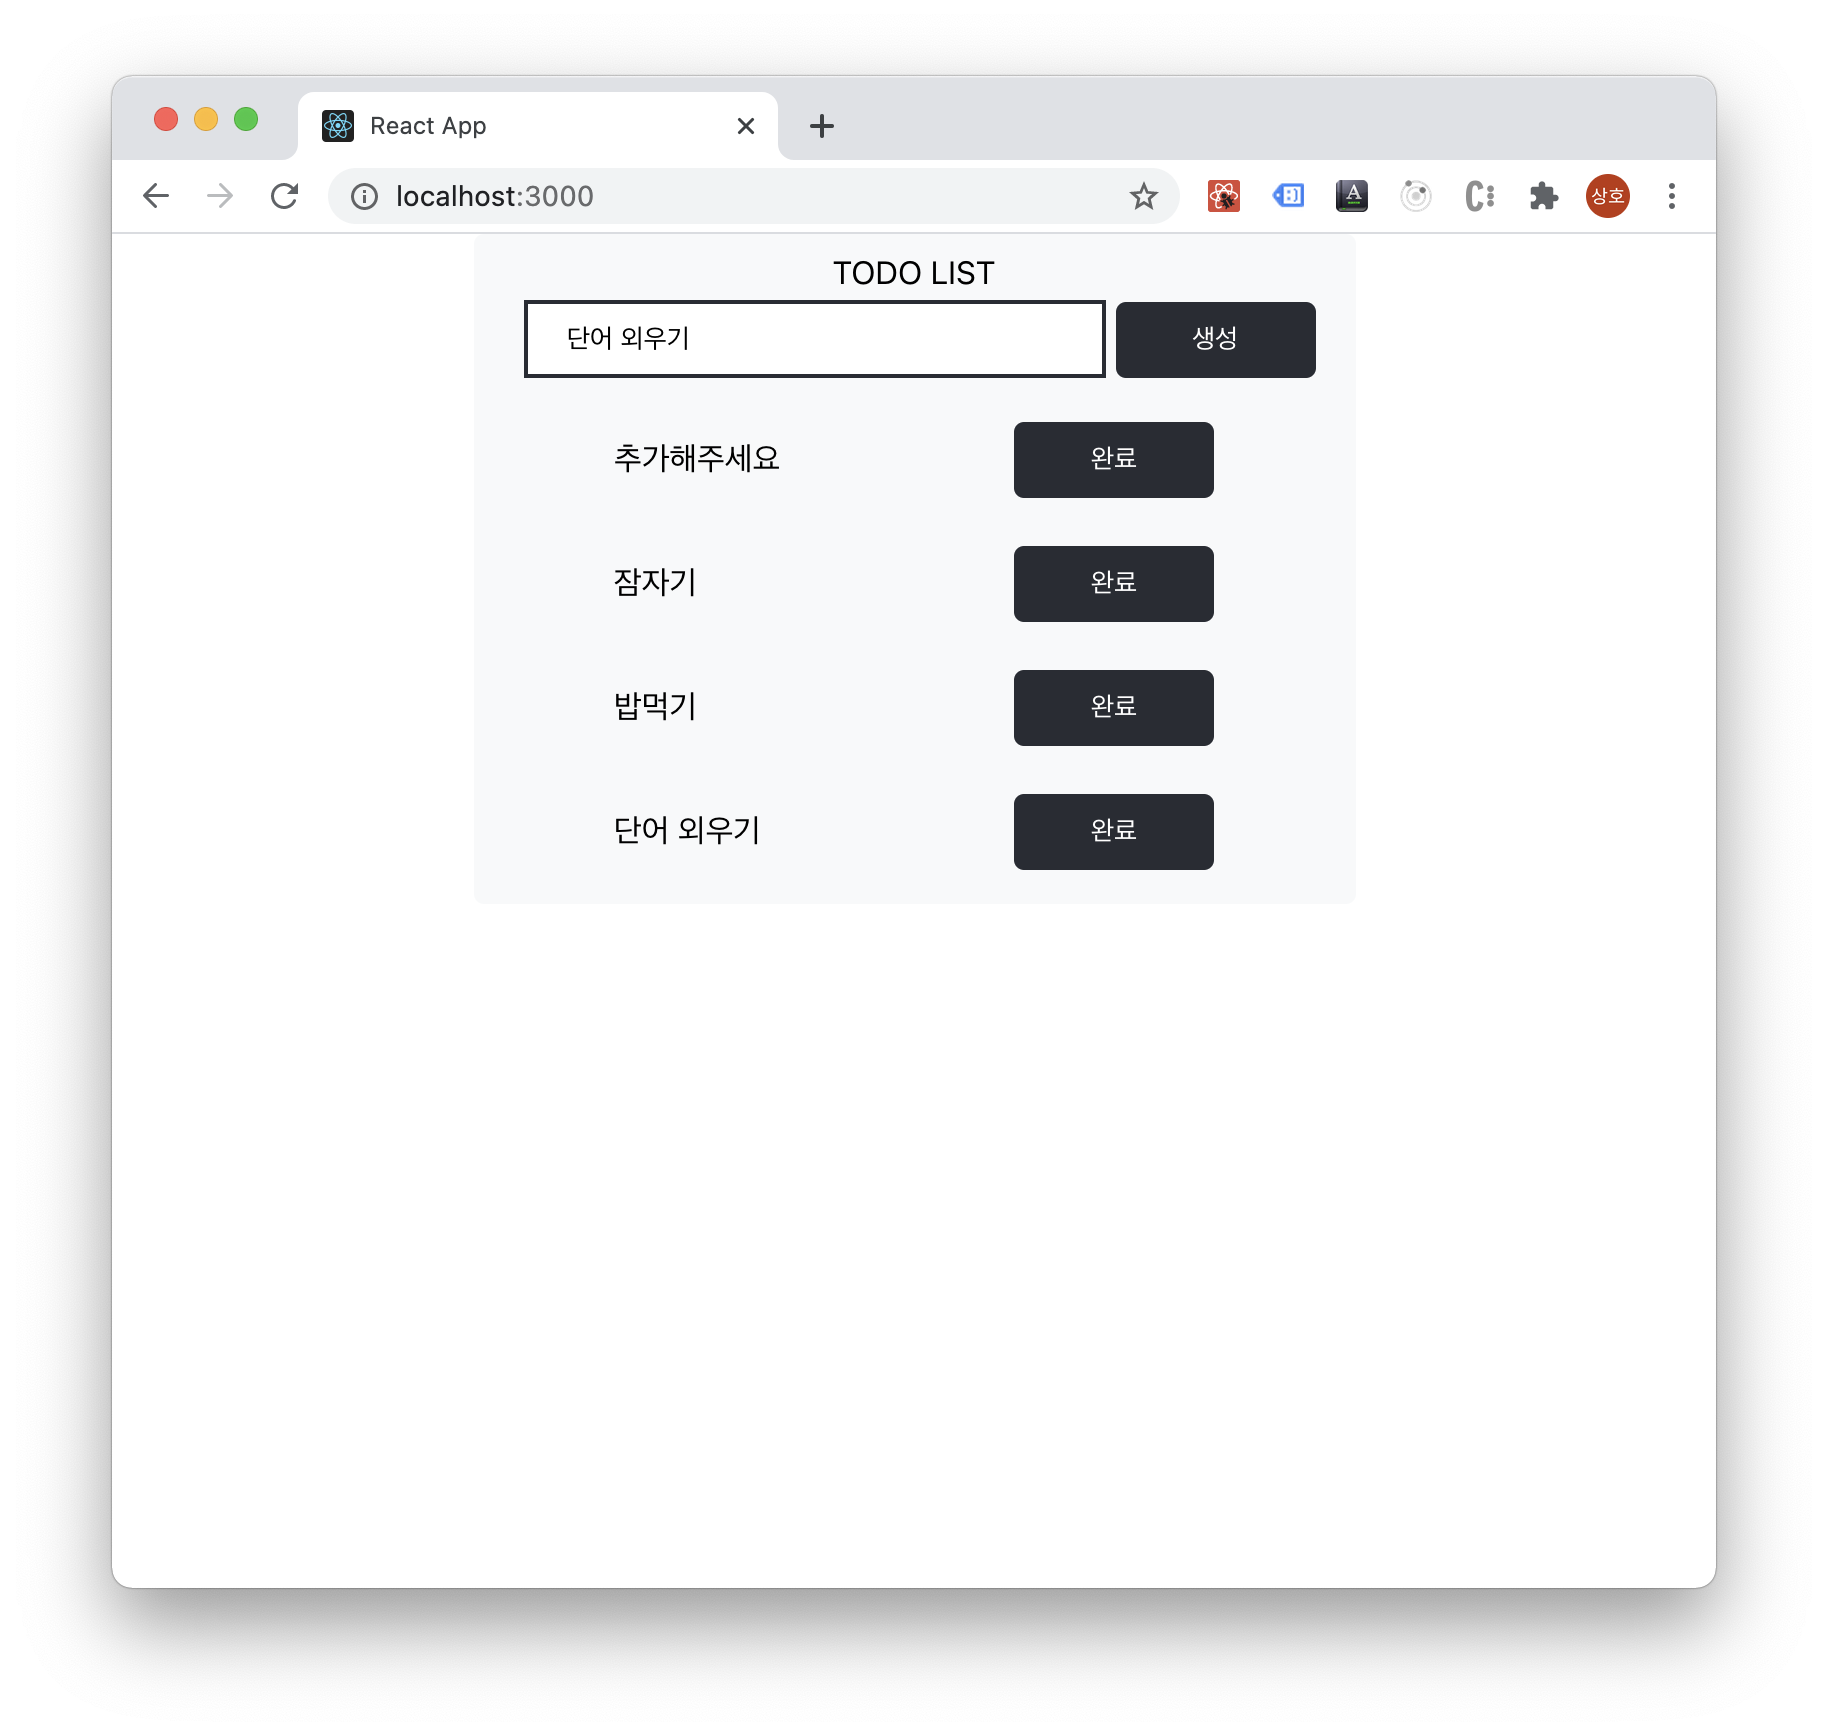 React App
localhost:3000
상호
TODO LIST
단어 외우기 생성
추가해주세요 완료
잠자기 완료
밥먹기 완료
단어 외우기 완료